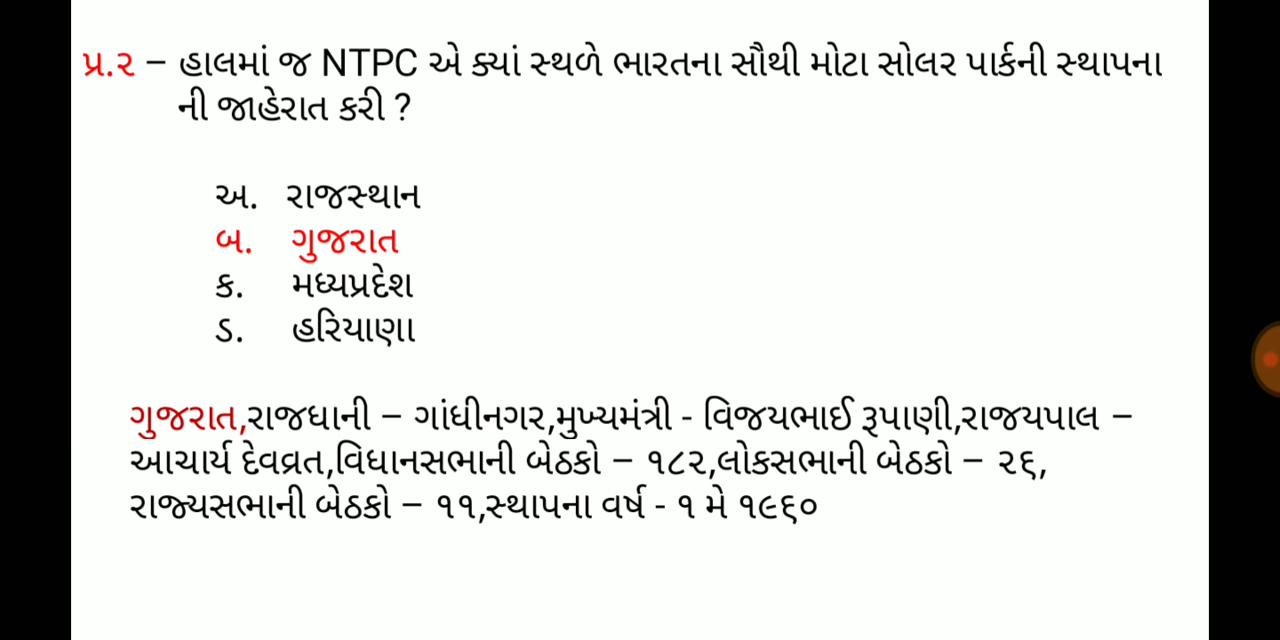 પ્ર.૨ – હાલમાં જ NTPC એ ક્યાં સ્થળે ભારતના સૌથી મોટા સોલર પાર્કની સ્થાપના
ની જાહેરાત કરી ?
અ. રાજસ્થાન
બ. ગુજરાત
ક. મધ્યપ્રદેશ
ડ. હરિયાણા
ગુજરાત,રાજધાની – ગાંધીનગર,મુખ્યમંત્રી - વિજયભાઈ રૂપાણી,રાજયપાલ –
આચાર્ય દેવવ્રત,વિધાનસભાની બેઠકો – ૧૮૨,લોકસભાની બેઠકો – ૨૬,
રાજ્યસભાની બેઠકો – ૧૧,સ્થાપના વર્ષ - ૧ મે ૧૯૬૦